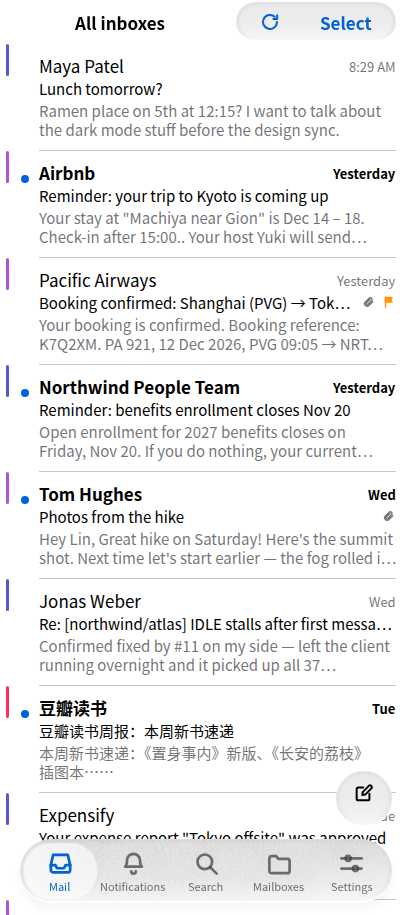 All inboxes
Select
Maya Patel 8:29 AM
Lunch tomorrow?
Ramen place on 5th at 12:15? I want to talk about
the dark mode stuff before the design sync.
Airbnb Yesterday
Reminder: your trip to Kyoto is coming up
Your stay at "Machiya near Gion" is Dec 14 – 18.
Check-in after 15:00.. Your host Yuki will send…
Pacific Airways Yesterday
Booking confirmed: Shanghai (PVG) → Tok…
Your booking is confirmed. Booking reference:
K7Q2XM. PA 921, 12 Dec 2026, PVG 09:05 → NRT…
Northwind People Team Yesterday
Reminder: benefits enrollment closes Nov 20
Open enrollment for 2027 benefits closes on
Friday, Nov 20. If you do nothing, your current…
Tom Hughes Wed
Photos from the hike
Hey Lin, Great hike on Saturday! Here's the summit
shot. Next time let's start earlier — the fog rolled i…
Jonas Weber Wed
Re: [northwind/atlas] IDLE stalls after first messa…
Confirmed fixed by #11 on my side — left the client
running overnight and it picked up all 37…
豆瓣读书 Tue
豆瓣读书周报：本周新书速递
本周新书速递：《置身事内》新版、《长安的荔枝》
插图本……
Expensify
Your expense report "Tokyo offsite" was approved
Mail
Notifications
Search
Mailboxes
Settings